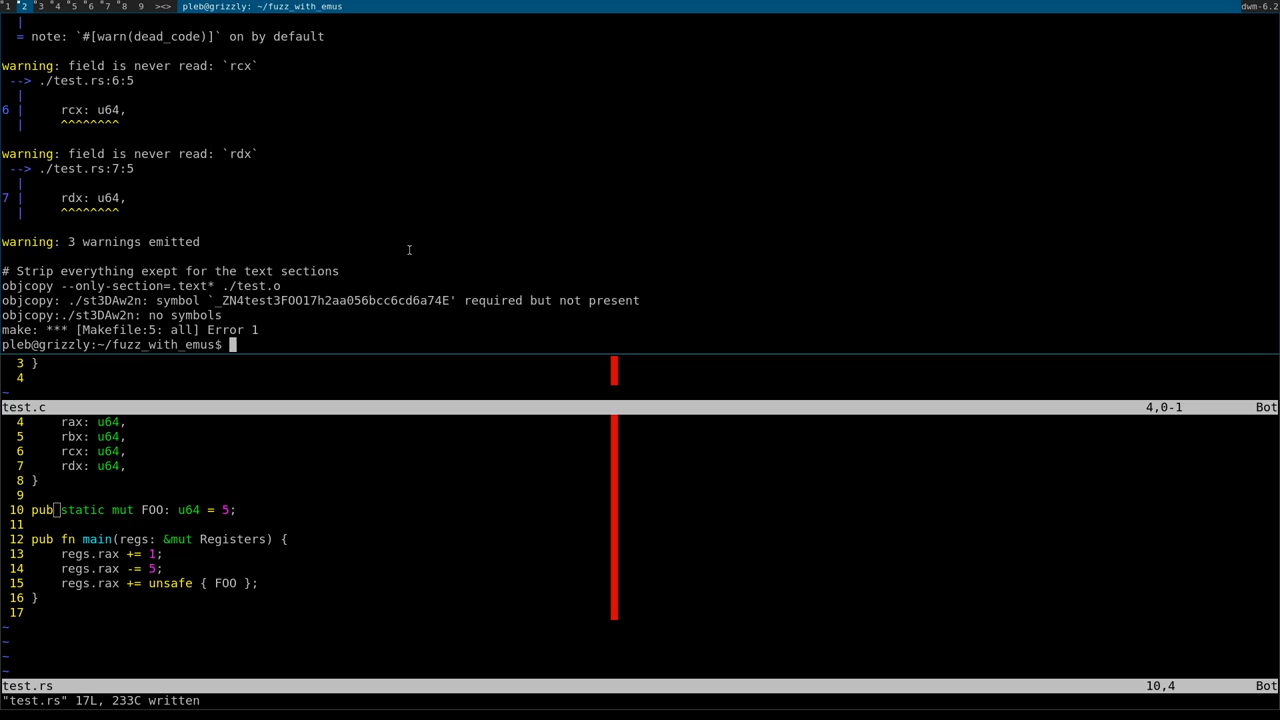 1 2 3 4 5 6 7 8 9 ><> pleb@grizzly: ~/fuzz_with_emus dwm-6.2
|
= note: `#[warn(dead_code)]` on by default
warning: field is never read: `rcx`
--> ./test.rs:6:5
|
6 | rcx: u64,
| ^^^^^^^^
warning: field is never read: `rdx`
--> ./test.rs:7:5
|
7 | rdx: u64,
| ^^^^^^^^
warning: 3 warnings emitted
# Strip everything exept for the text sections
objcopy --only-section=.text* ./test.o
objcopy: ./st3DAw2n: symbol `_ZN4test3FOO17h2aa056bcc6cd6a74E' required but not present
objcopy:./st3DAw2n: no symbols
make: *** [Makefile:5: all] Error 1
pleb@grizzly:~/fuzz_with_emus$
3 }
4
~
test.c 4,0-1 Bot
4 rax: u64,
5 rbx: u64,
6 rcx: u64,
7 rdx: u64,
8 }
9
10 pub static mut FOO: u64 = 5;
11
12 pub fn main(regs: &mut Registers) {
13 regs.rax += 1;
14 regs.rax -= 5;
15 regs.rax += unsafe { FOO };
16 }
17
~
~
~
~
test.rs 10,4 Bot
"test.rs" 17L, 233C written